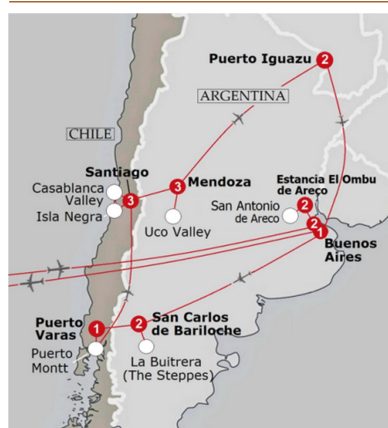 Puerto Iguazu
2
ARGENTINA
CHILE
Santiago
Casablanca
Valley
3
Isla Negra
3
Mendoza
Uco Valley
Estancia El Ombu
de Areco
2
San Antonio
de Areco
2
1
Buenos
Aires
Puerto
Varas
1
2
San Carlos
de Bariloche
Puerto
Montt
La Buitrera
(The Steppes)